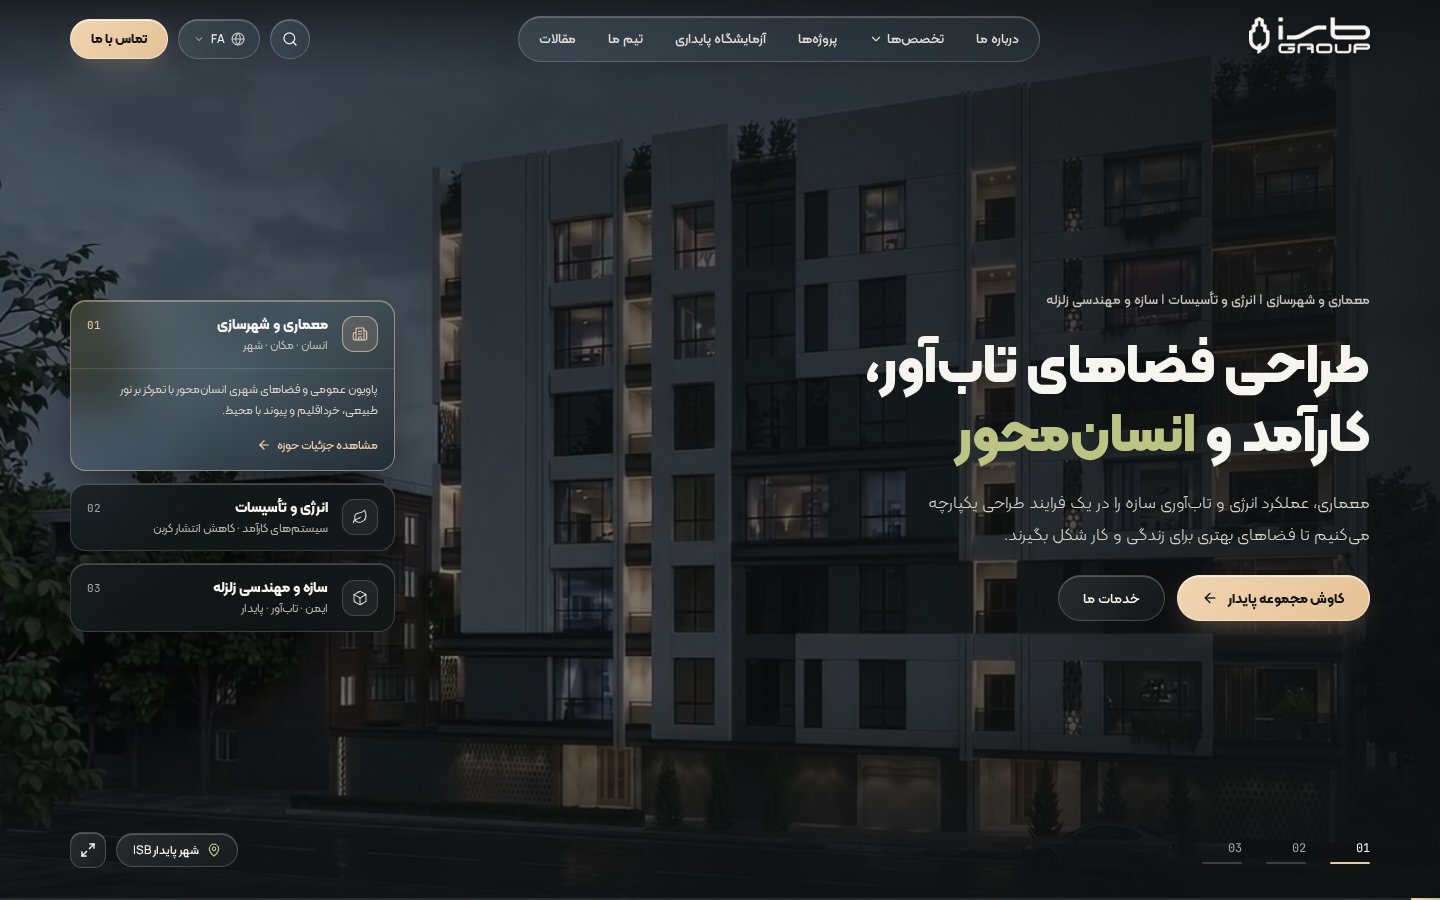 isb
GROUP
درباره ما
تخصص‌ها
پروژه‌ها
آزمایشگاه پایداری
تیم ما
مقالات
FA
تماس با ما
معماری و شهرسازی | انرژی و تأسیسات | سازه و مهندسی زلزله
طراحی فضاهای تاب‌آور،
کارآمد و انسان‌محور
معماری، عملکرد انرژی و تاب‌آوری سازه را در یک فرایند طراحی یکپارچه
می‌کنیم تا فضاهای بهتری برای زندگی و کار شکل بگیرند.
کاوش مجموعه پایدار
خدمات ما
معماری و شهرسازی
01
انسان · مکان · شهر
پاویون عمومی و فضاهای شهری انسان‌محور با تمرکز بر نور
طبیعی، خرداقلیم و پیوند با محیط.
مشاهده جزئیات حوزه
انرژی و تأسیسات
02
سیستم‌های کارآمد · کاهش انتشار کربن
سازه و مهندسی زلزله
03
ایمن · تاب‌آور · پایدار
01
02
03
شهر پایدار ISB